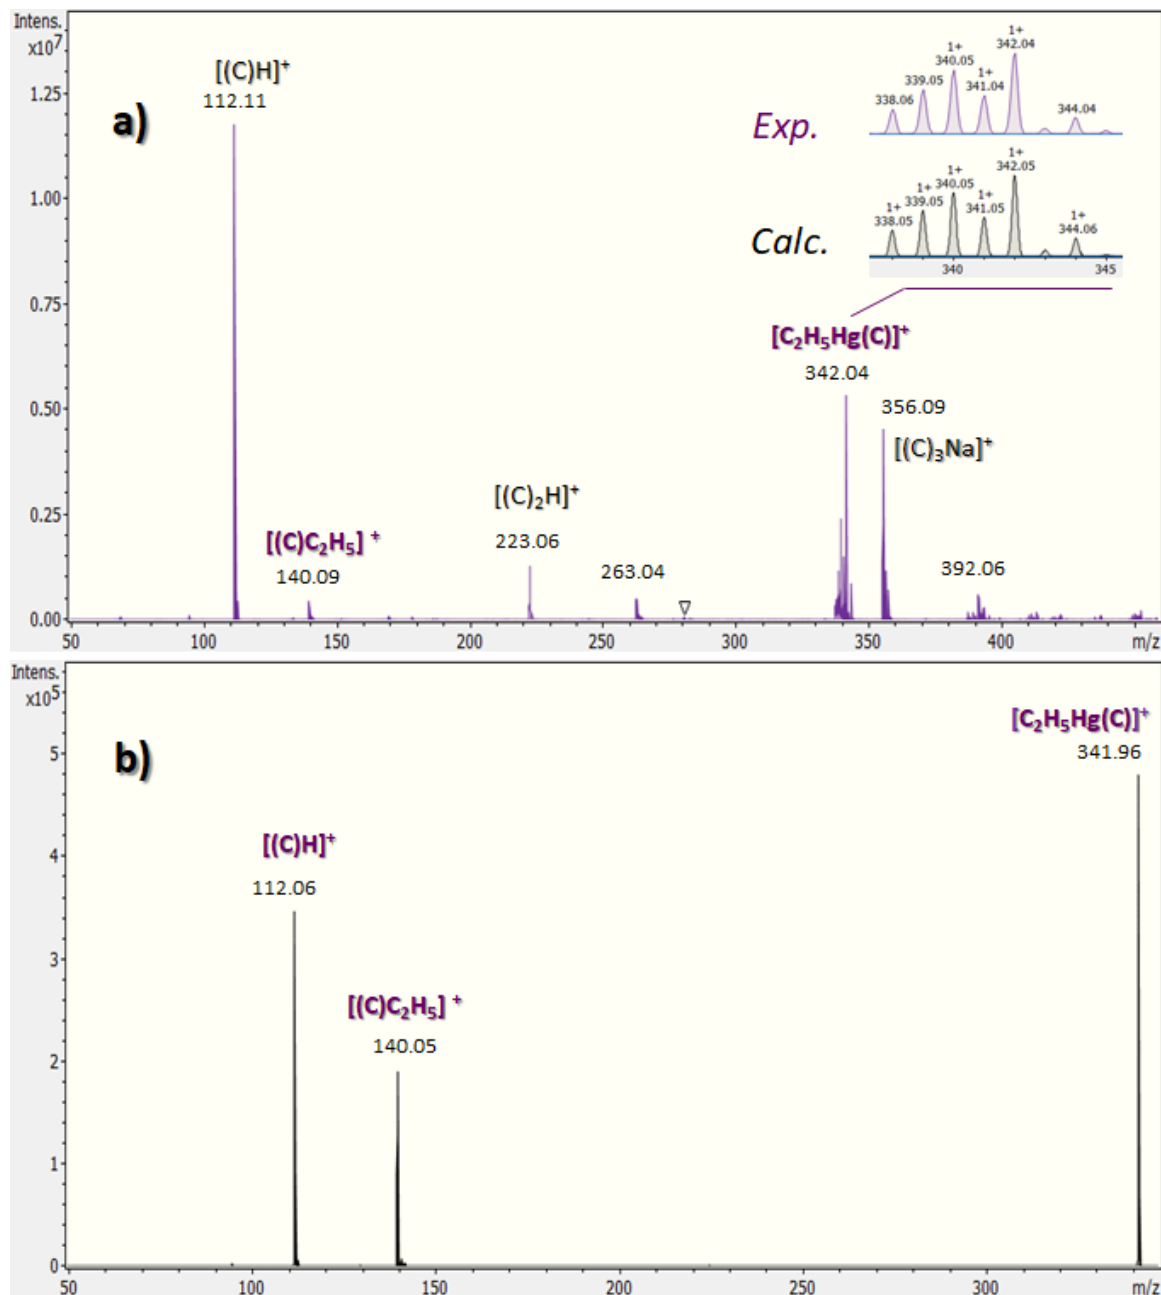 Intens.
x10⁷
[(C)H]⁺
112.11
1.25
a)
Exp.
338.06
339.05
1+
340.05
1+
341.04
1+
342.04
344.04
Calc.
1+
338.05
1+
339.05
1+
340.05
1+
341.05
1+
342.05
1+
344.06
340
345
1.00
0.75
[C₂H₅Hg(C)]⁺
342.04
0.50
356.09
[(C)₃Na]⁺
[(C)₂H]⁺
223.06
0.25
[(C)C₂H₅] ⁺
140.09
263.04
392.06
0.00
50 100 150 200 250 300 350 400 m/z
Intens.
x10⁵
[C₂H₅Hg(C)]⁺
341.96
5
b)
[(C)H]⁺
112.06
4
3
[(C)C₂H₅] ⁺
140.05
2
1
0
50 100 150 200 250 300 m/z